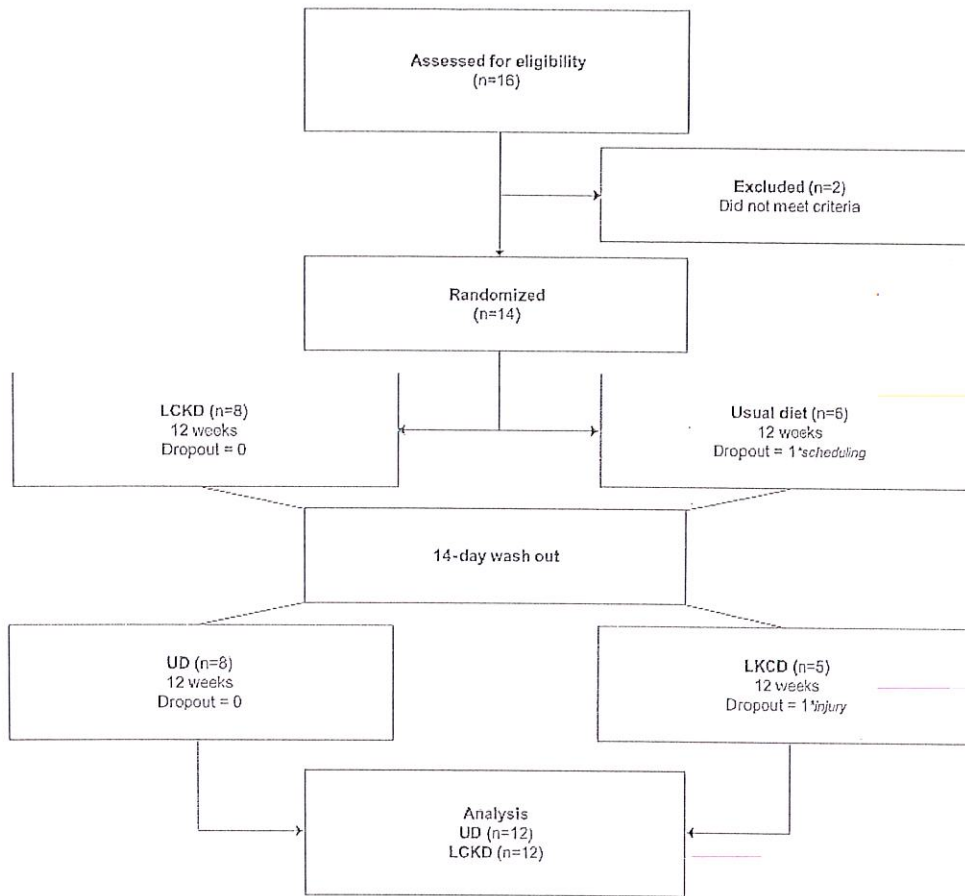 Assessed for eligibility
(n=16)
Excluded (n=2)
Did not meet criteria
Randomized
(n=14)
LCKD (n=8)
12 weeks
Dropout = 0
Usual diet (n=6)
12 weeks
Dropout = 1*scheduling
14-day wash out
UD (n=8)
12 weeks
Dropout = 0
LKCD (n=5)
12 weeks
Dropout = 1*injury
Analysis
UD (n=12)
LCKD (n=12)